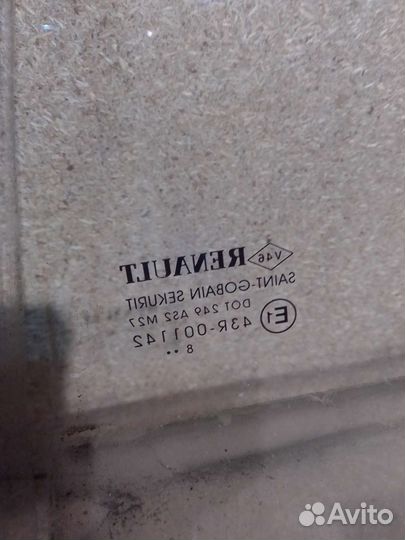 V46 RENAULT
SAINT-GOBAIN SEKURIT
DOT 249 AS2 M27
E1 43R-001142
8 ••
Avito